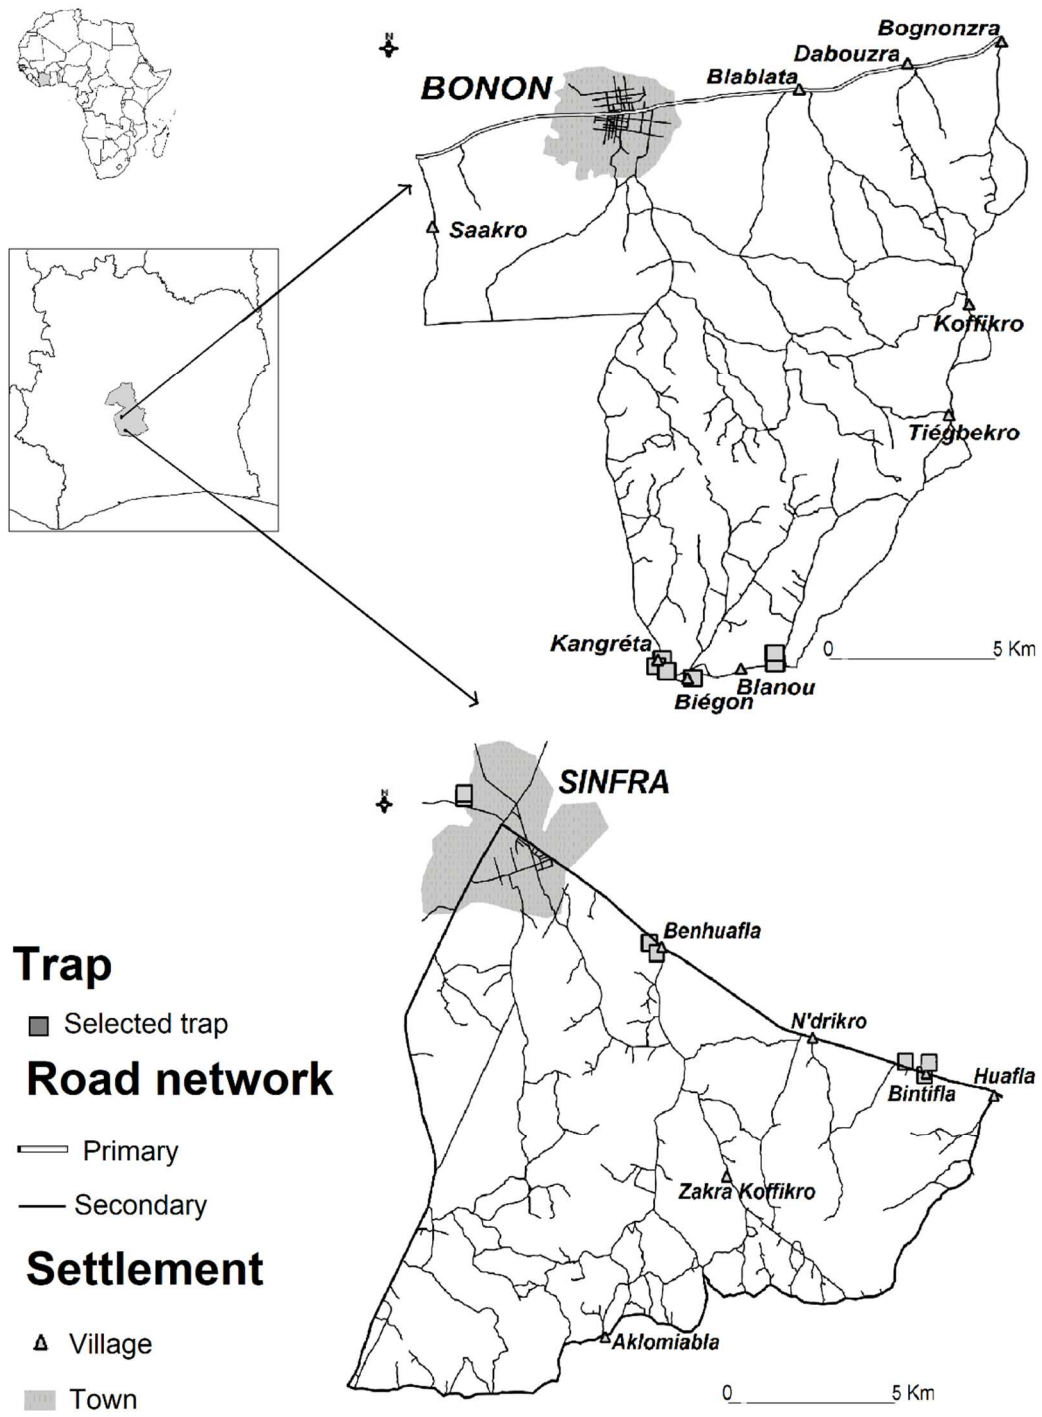 N
BONON
Bognonzra
Dabouzra
Blablata
Saakro
Koffikro
Tiégbekro
Kangréta
0 5 Km
Blanou
Biégon
N
SINFRA
Benhuafla
N'drikro
Huafla
Bintifla
Zakra Koffikro
Aklomiabla
0 5 Km
Trap
Selected trap
Road network
Primary
Secondary
Settlement
Village
Town